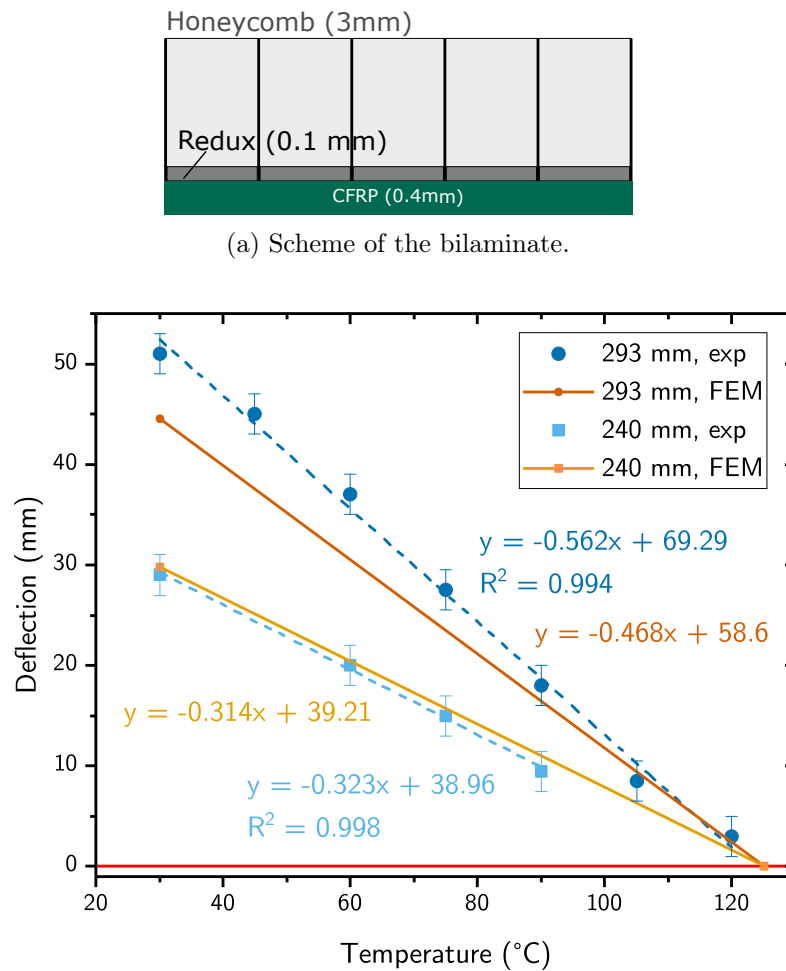 Honeycomb (3mm)
Redux (0.1 mm)
CFRP (0.4mm)
(a) Scheme of the bilaminate.
50
40
30
20
10
0
Deflection (mm)
293 mm, exp
293 mm, FEM
240 mm, exp
240 mm, FEM
y = -0.562x + 69.29
R² = 0.994
y = -0.468x + 58.6
y = -0.314x + 39.21
y = -0.323x + 38.96
R² = 0.998
20 40 60 80 100 120
Temperature (°C)